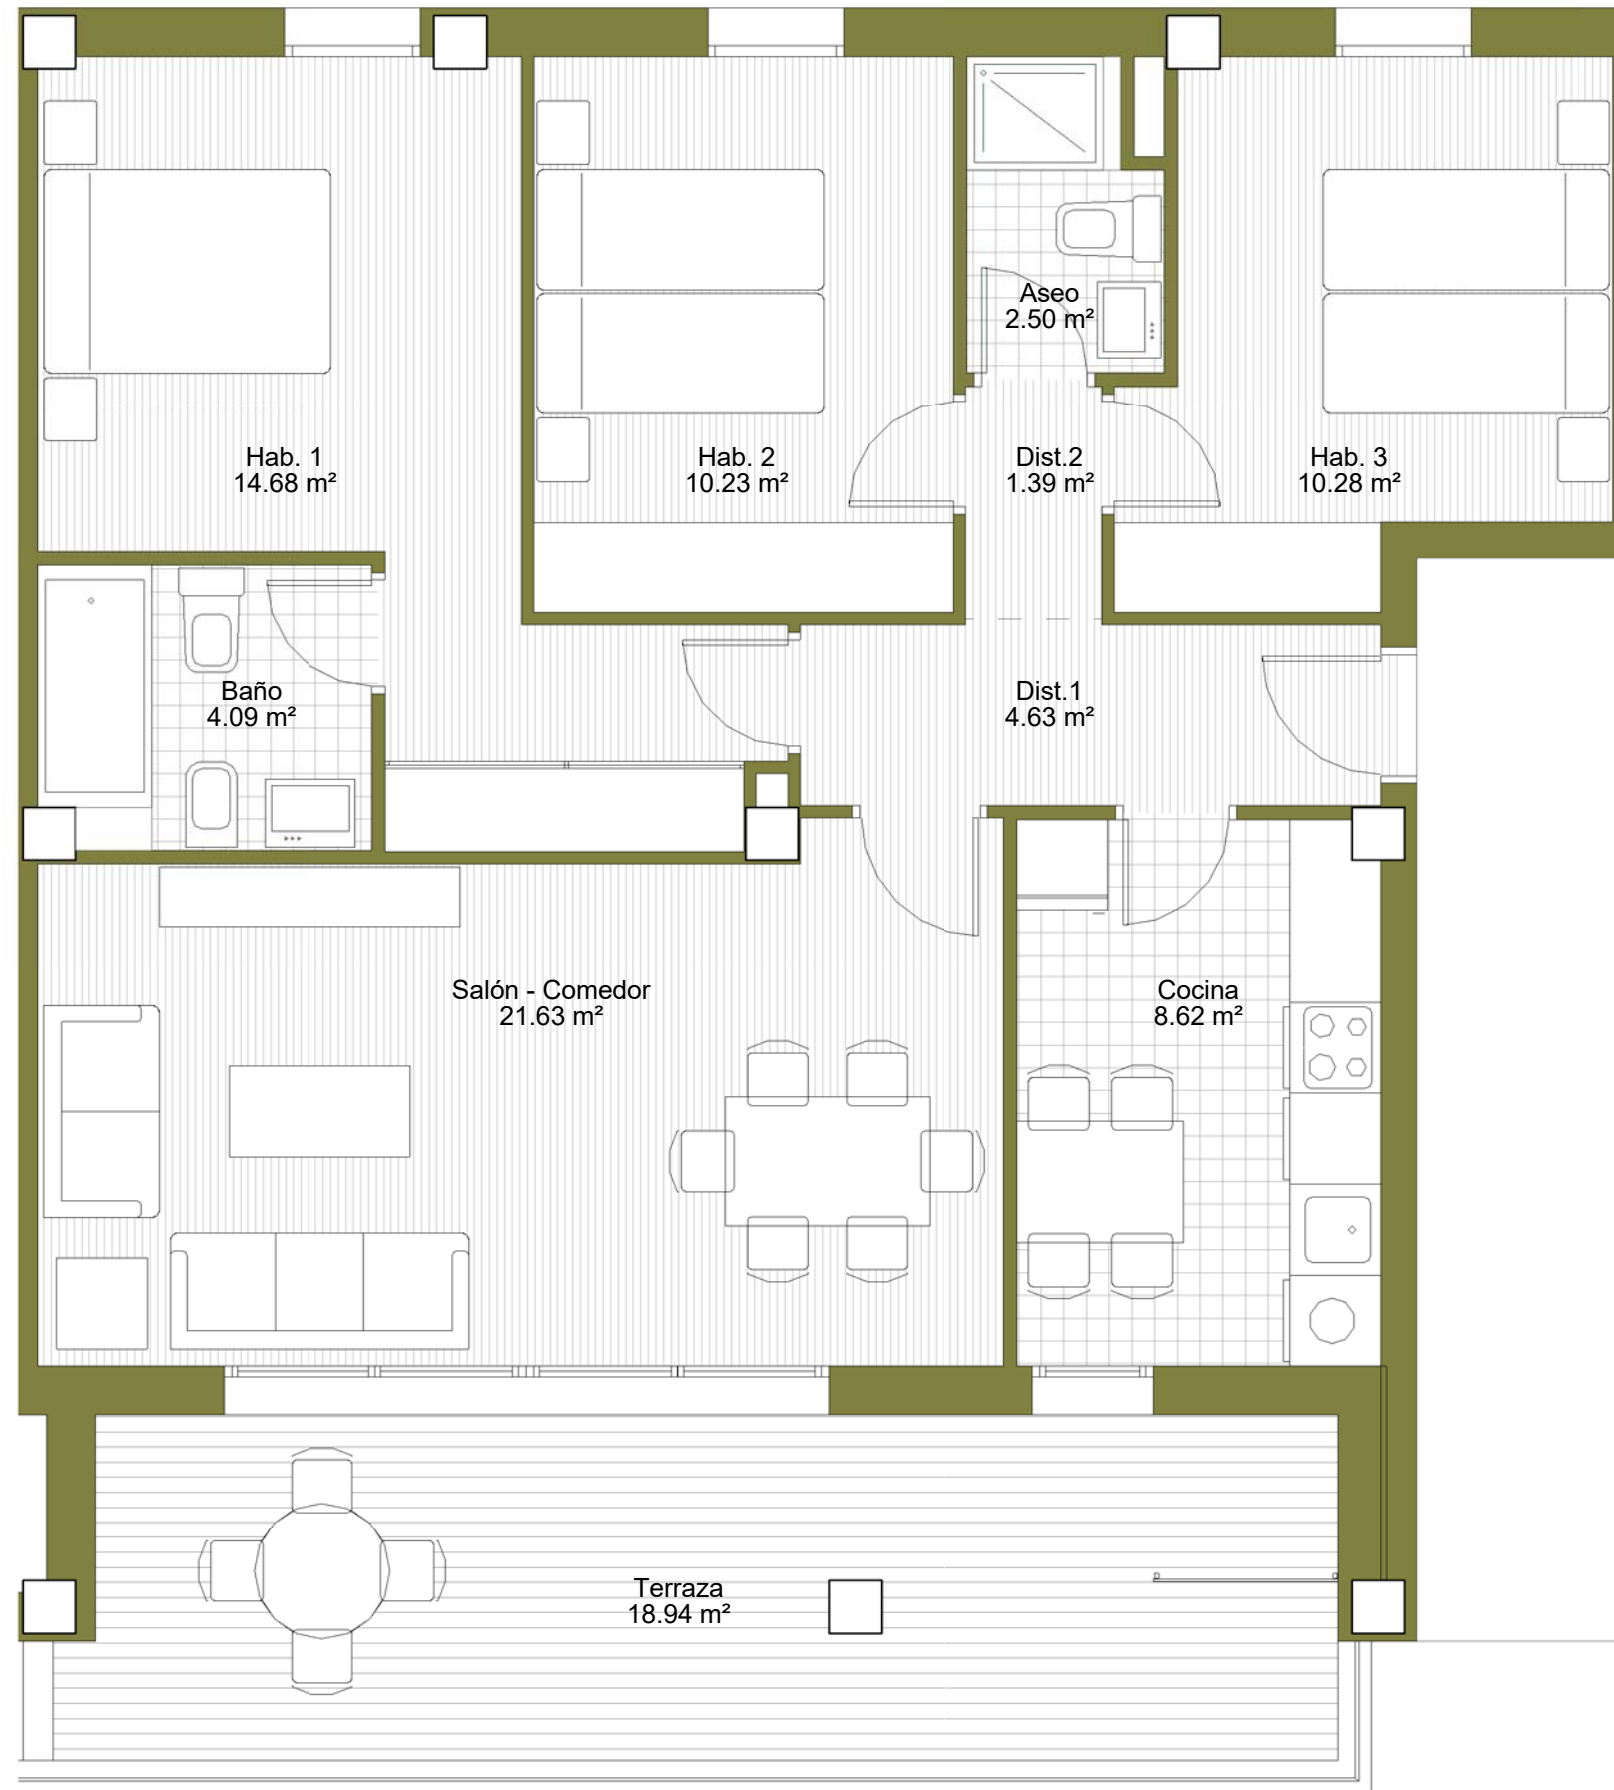 Aseo
2.50 m²
Hab. 1
14.68 m²
Hab. 2
10.23 m²
Dist.2
1.39 m²
Hab. 3
10.28 m²
Baño
4.09 m²
Dist.1
4.63 m²
Salón - Comedor
21.63 m²
Cocina
8.62 m²
Terraza
18.94 m²